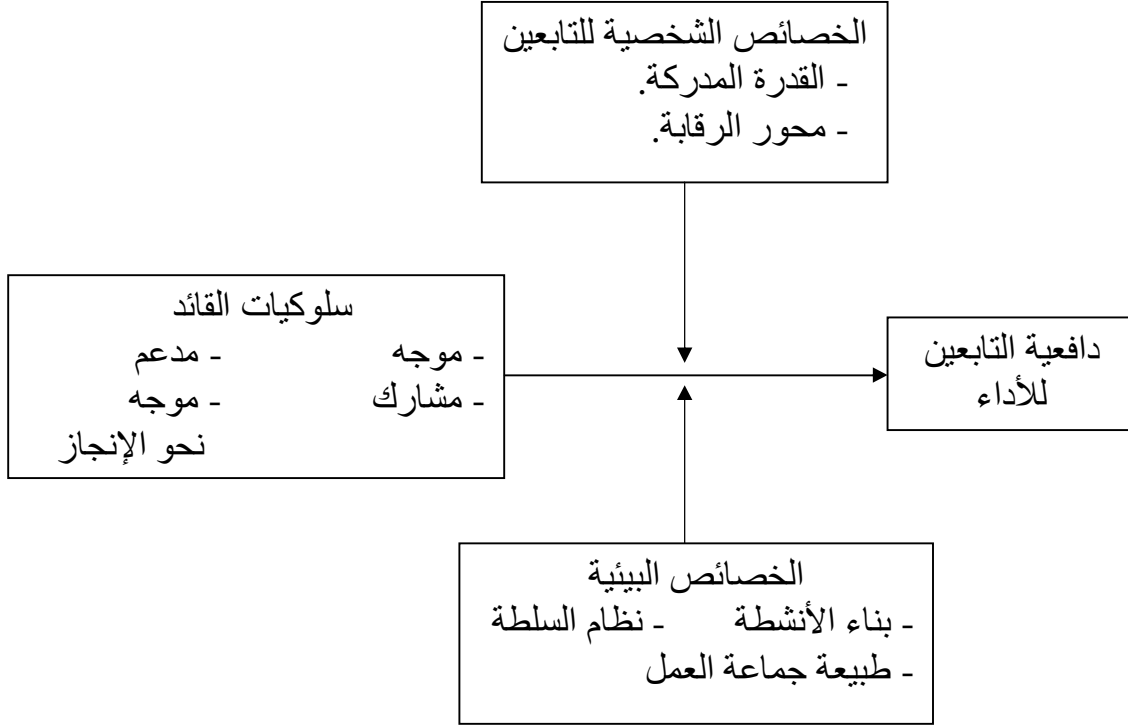 الخصائص الشخصية للتابعين
- القدرة المدركة.
- محور الرقابة.
سلوكيات القائد
- موجه - مدعم
- مشارك - موجه
نحو الإنجاز
دافعية التابعين
للأداء
الخصائص البيئية
- بناء الأنشطة - نظام السلطة
- طبيعة جماعة العمل